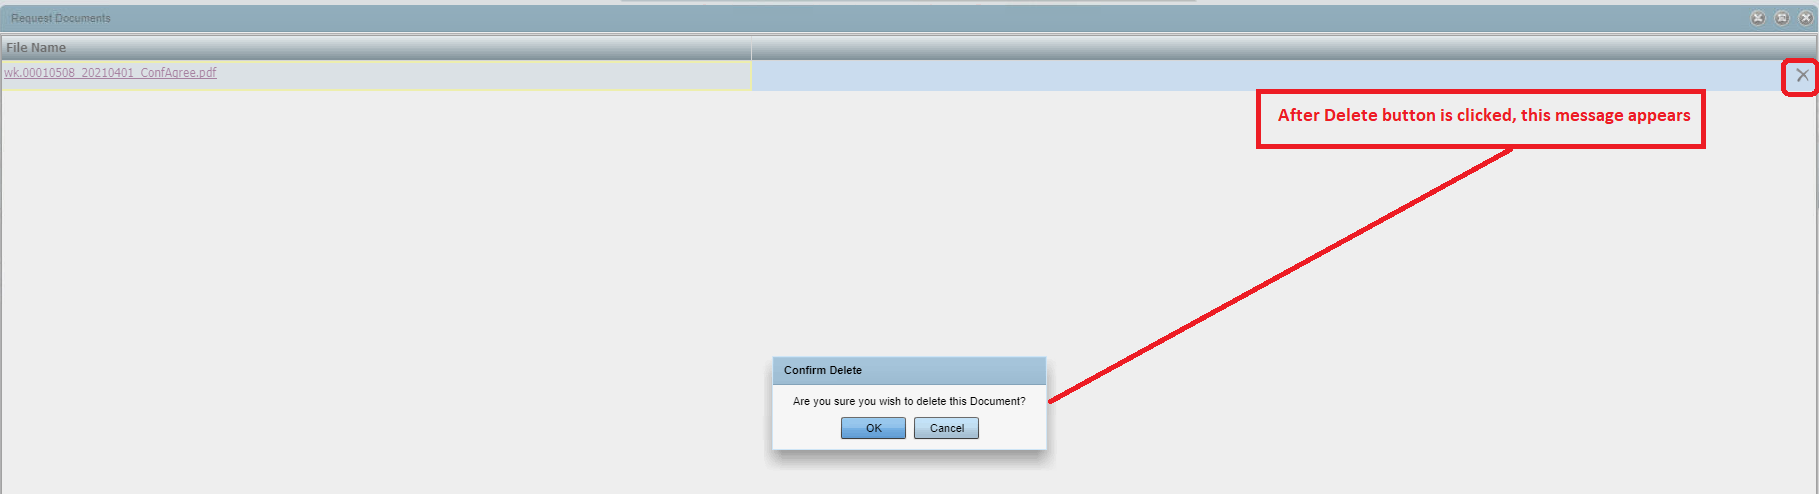 Request Documents
File Name
wk.00010508_20210401_ConfAgree.pdf
After Delete button is clicked, this message appears
Confirm Delete
Are you sure you wish to delete this Document?
OK Cancel